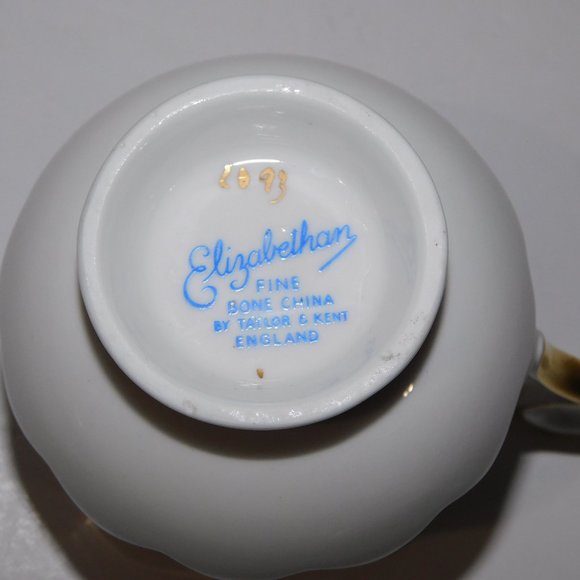 Elizabethan
FINE
BONE CHINA
BY TAYLOR & KENT
ENGLAND